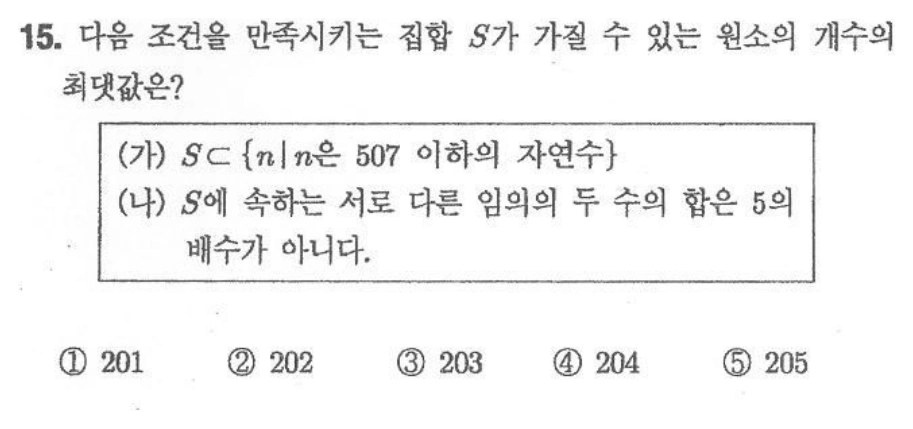 15. 다음 조건을 만족시키는 집합 S가 가질 수 있는 원소의 개수의
최댓값은?
(가) S⊂{n|n은 507 이하의 자연수}
(나) S에 속하는 서로 다른 임의의 두 수의 합은 5의
배수가 아니다.
① 201 ② 202 ③ 203 ④ 204 ⑤ 205